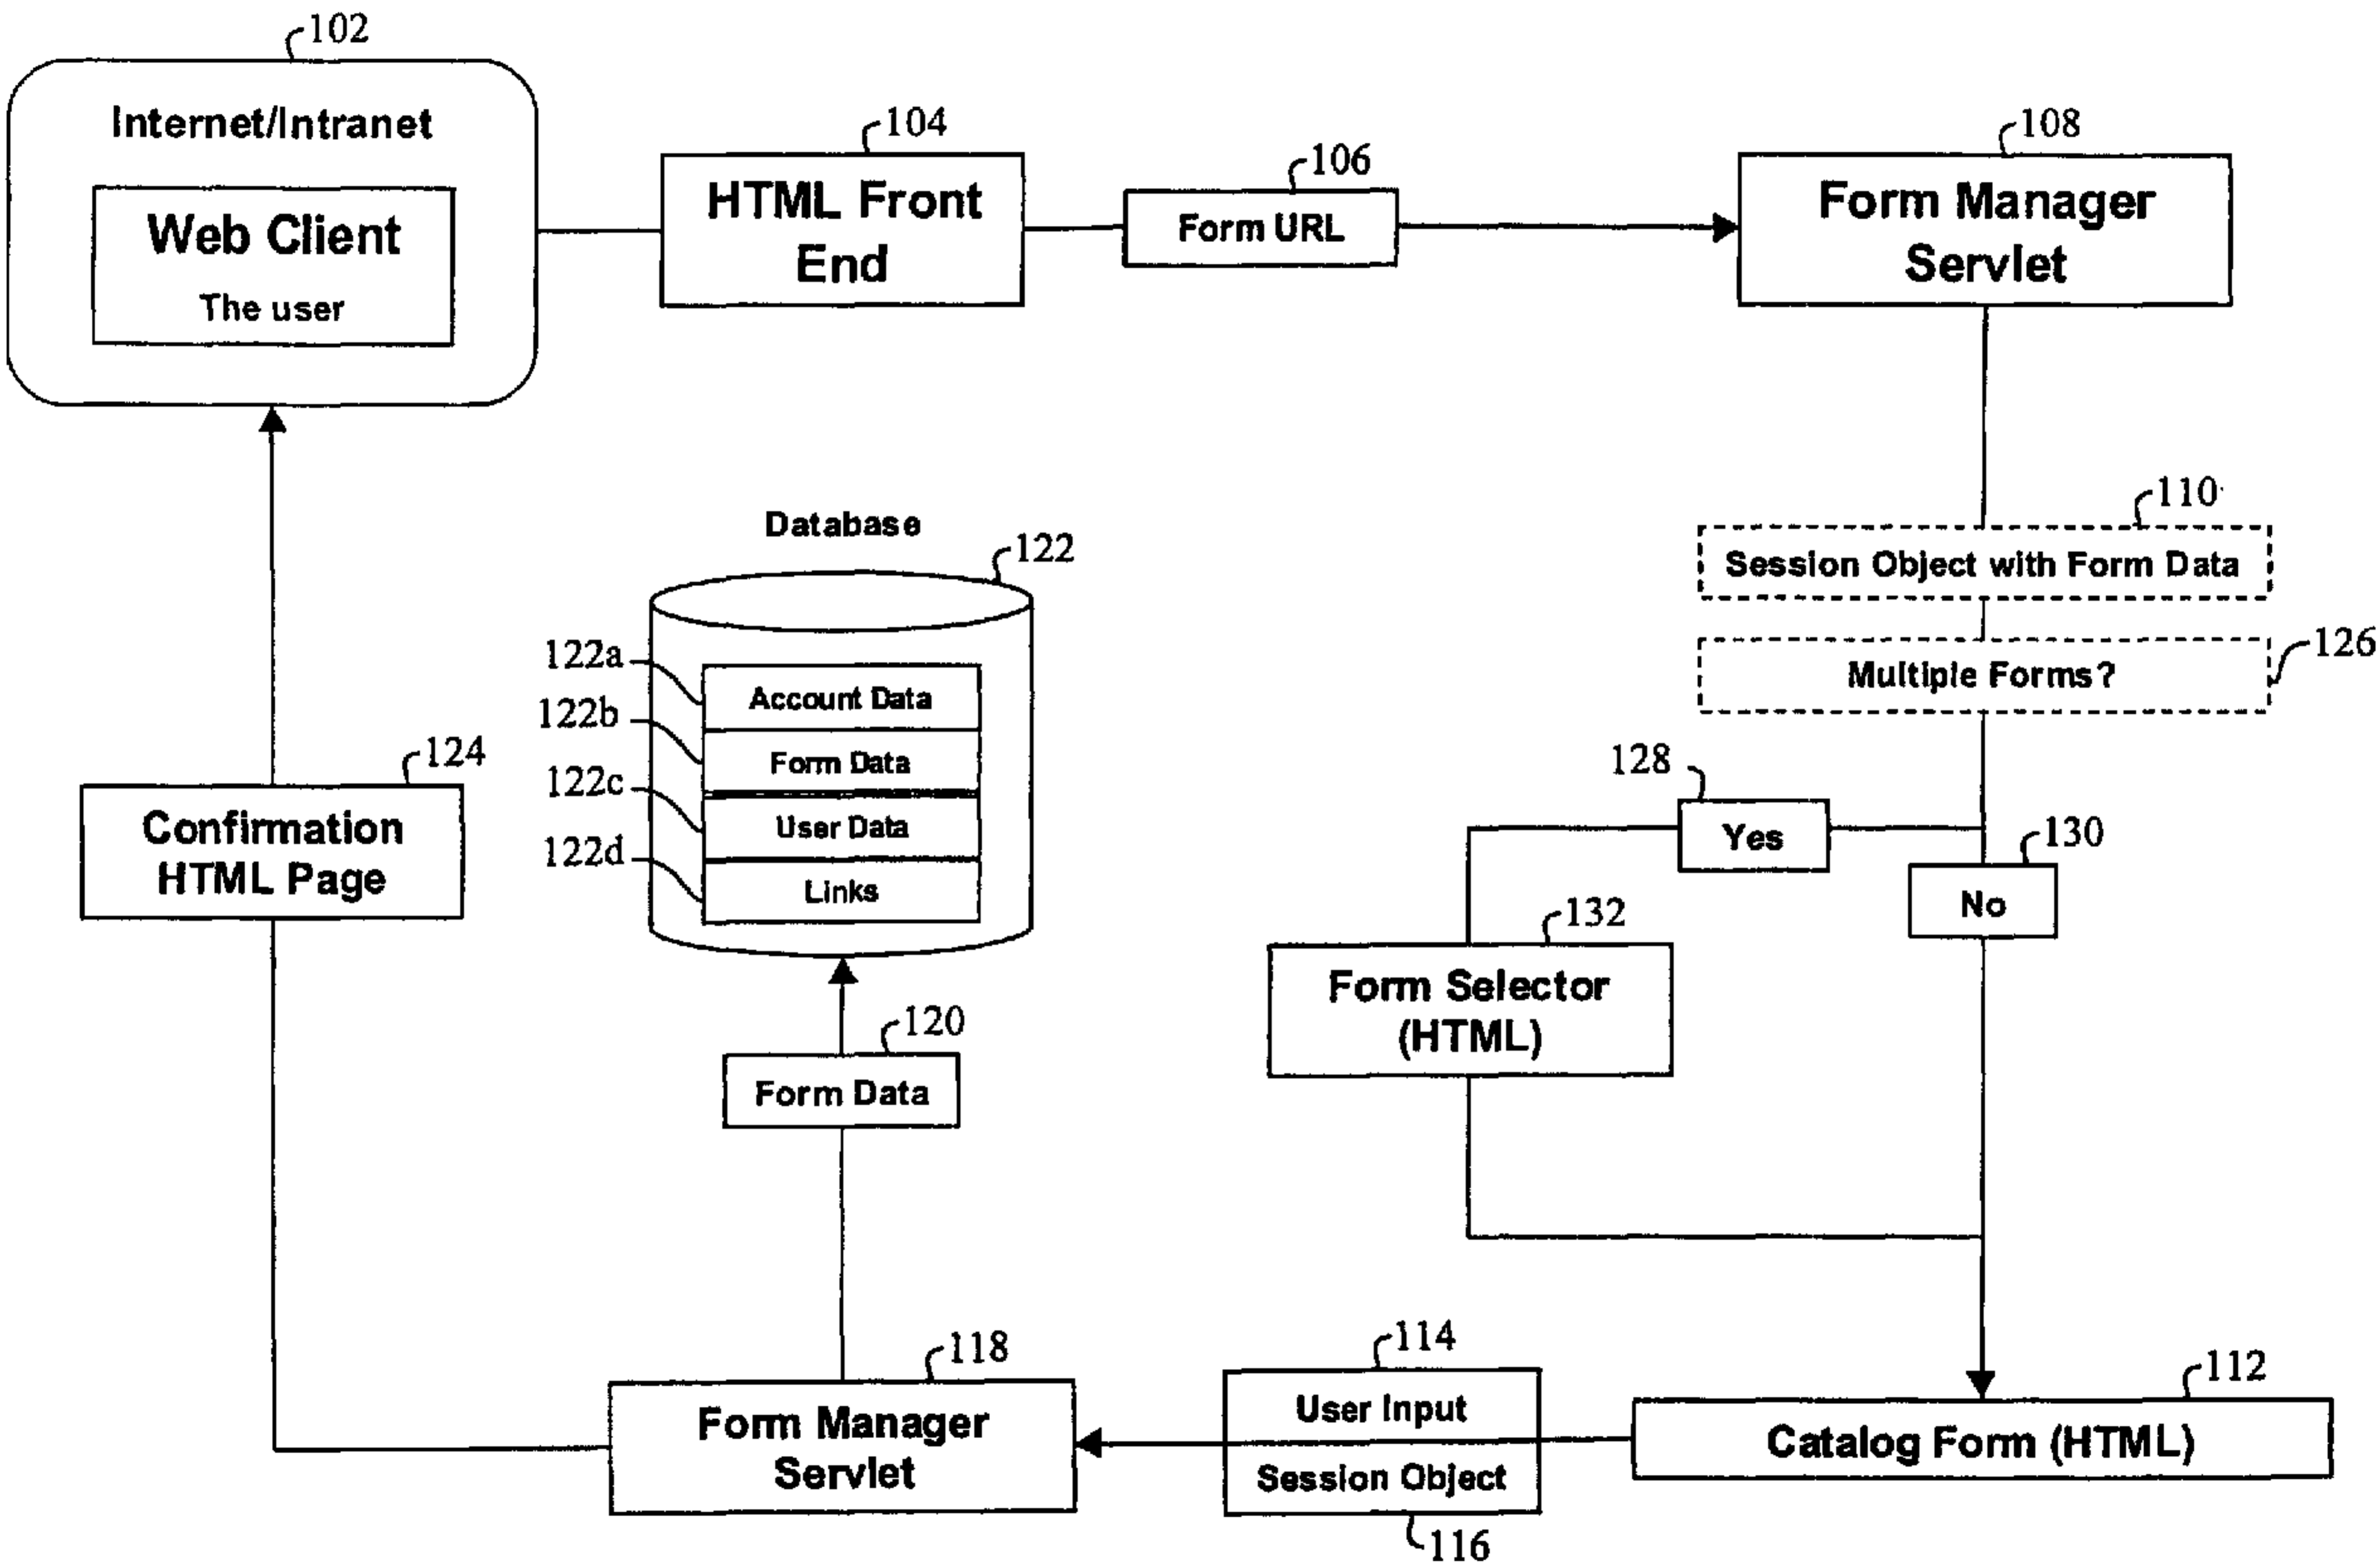 102
Internet/Intranet
Web Client
The user
104
HTML Front
End
106
Form URL
108
Form Manager
Servlet
110
Session Object with Form Data
126
Multiple Forms?
128
Yes
130
No
132
Form Selector
(HTML)
112
Catalog Form (HTML)
114
User Input
Session Object
116
118
Form Manager
Servlet
120
Form Data
Database
122
122a
Account Data
122b
Form Data
122c
User Data
122d
Links
124
Confirmation
HTML Page